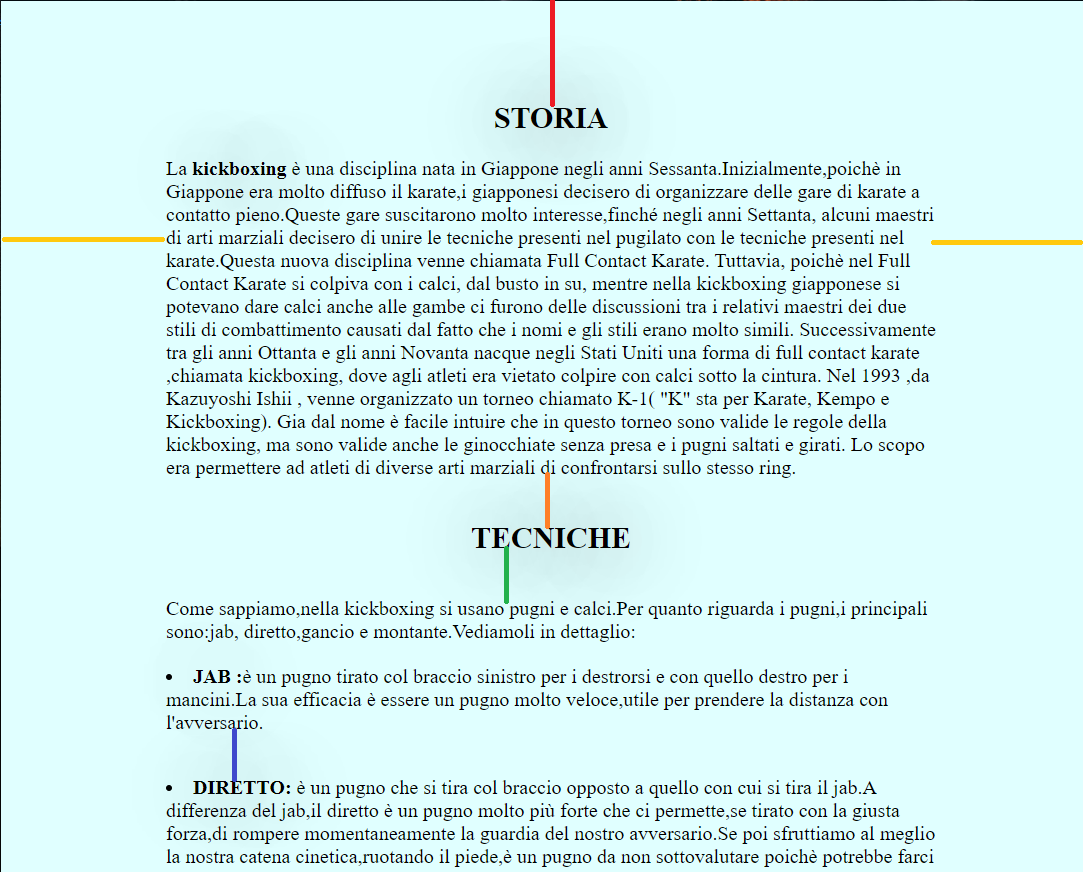 STORIA
La kickboxing è una disciplina nata in Giappone negli anni Sessanta.Inizialmente,poichè in
Giappone era molto diffuso il karate,i giapponesi decisero di organizzare delle gare di karate a
contatto pieno.Queste gare suscitarono molto interesse,finché negli anni Settanta, alcuni maestri
di arti marziali decisero di unire le tecniche presenti nel pugilato con le tecniche presenti nel
karate.Questa nuova disciplina venne chiamata Full Contact Karate. Tuttavia, poichè nel Full
Contact Karate si colpiva con i calci, dal busto in su, mentre nella kickboxing giapponese si
potevano dare calci anche alle gambe ci furono delle discussioni tra i relativi maestri dei due
stili di combattimento causati dal fatto che i nomi e gli stili erano molto simili. Successivamente
tra gli anni Ottanta e gli anni Novanta nacque negli Stati Uniti una forma di full contact karate
,chiamata kickboxing, dove agli atleti era vietato colpire con calci sotto la cintura. Nel 1993 ,da
Kazuyoshi Ishii , venne organizzato un torneo chiamato K-1( "K" sta per Karate, Kempo e
Kickboxing). Gia dal nome è facile intuire che in questo torneo sono valide le regole della
kickboxing, ma sono valide anche le ginocchiate senza presa e i pugni saltati e girati. Lo scopo
era permettere ad atleti di diverse arti marziali di confrontarsi sullo stesso ring.
TECNICHE
Come sappiamo,nella kickboxing si usano pugni e calci.Per quanto riguarda i pugni,i principali
sono:jab, diretto,gancio e montante.Vediamoli in dettaglio:
• JAB :è un pugno tirato col braccio sinistro per i destrorsi e con quello destro per i
mancini.La sua efficacia è essere un pugno molto veloce,utile per prendere la distanza con
l'avversario.
• DIRETTO: è un pugno che si tira col braccio opposto a quello con cui si tira il jab.A
differenza del jab,il diretto è un pugno molto più forte che ci permette,se tirato con la giusta
forza,di rompere momentaneamente la guardia del nostro avversario.Se poi sfruttiamo al meglio
la nostra catena cinetica,ruotando il piede,è un pugno da non sottovalutare poichè potrebbe farci